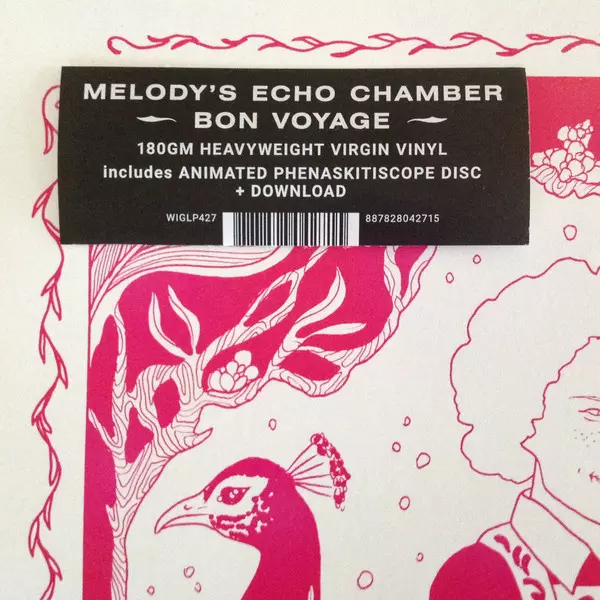 MELODY'S ECHO CHAMBER
BON VOYAGE
180GM HEAVYWEIGHT VIRGIN VINYL
includes ANIMATED PHENASKITISCOPE DISC
+ DOWNLOAD
WIGLP427 887828042715